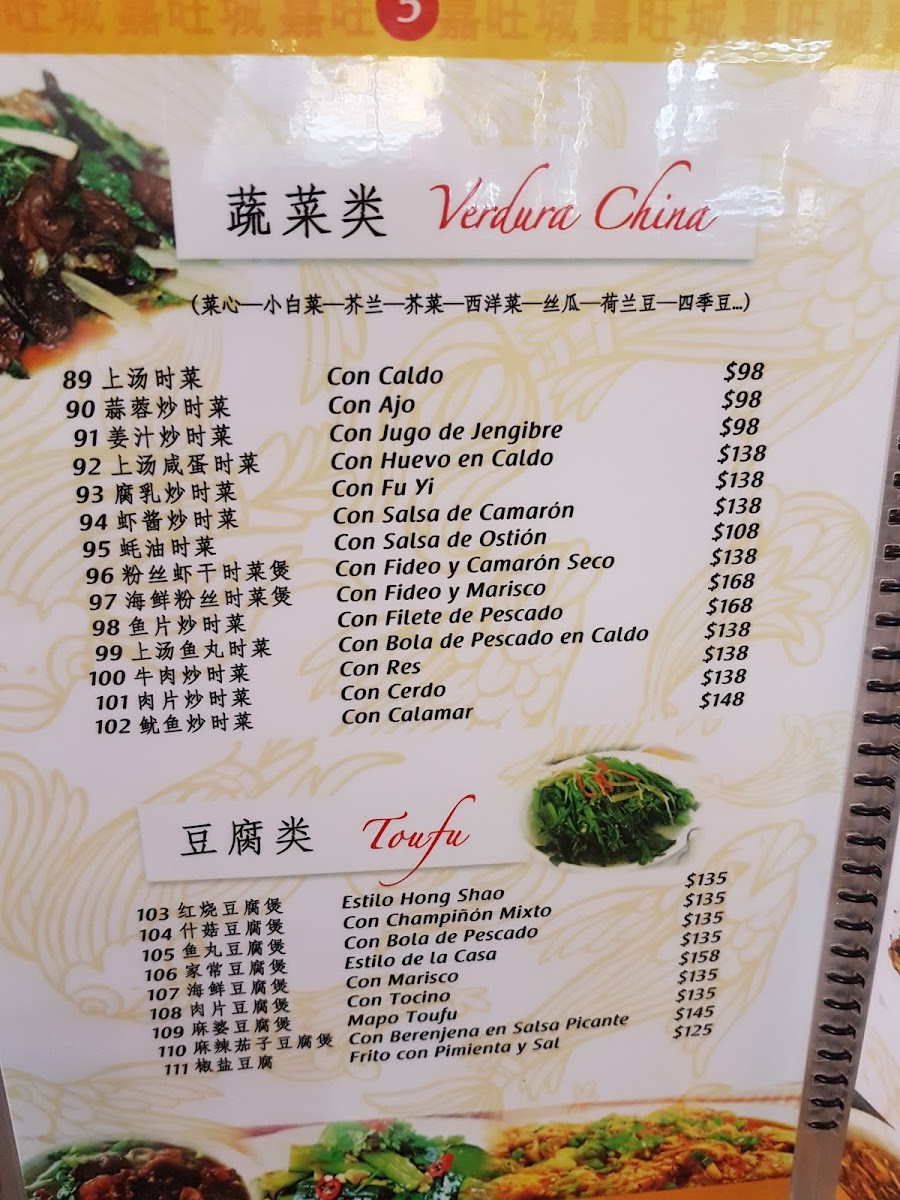 旺城嘉旺城嘉旺城嘉旺城
5
蔬菜类 Verdura China
(菜心—小白菜—芥兰—芥菜—西洋菜—丝瓜—荷兰豆—四季豆...)
89 上汤时菜 Con Caldo $98
90 蒜蓉炒时菜 Con Ajo $98
91 姜汁炒时菜 Con Jugo de Jengibre $98
92 上汤咸蛋时菜 Con Huevo en Caldo $138
93 腐乳炒时菜 Con Fu Yi $138
94 虾酱炒时菜 Con Salsa de Camarón $138
95 蚝油时菜 Con Salsa de Ostión $108
96 粉丝虾干时菜煲 Con Fideo y Camarón Seco $138
97 海鲜粉丝时菜煲 Con Fideo y Marisco $168
98 鱼片炒时菜 Con Filete de Pescado $168
99 上汤鱼丸时菜 Con Bola de Pescado en Caldo $138
100 牛肉炒时菜 Con Res $138
101 肉片炒时菜 Con Cerdo $138
102 鱿鱼炒时菜 Con Calamar $148
豆腐类 Toufu
103 红烧豆腐煲 Estilo Hong Shao $135
104 什菇豆腐煲 Con Champiñón Mixto $135
105 鱼丸豆腐煲 Con Bola de Pescado $135
106 家常豆腐煲 Estilo de la Casa $135
107 海鲜豆腐煲 Con Marisco $158
108 肉片豆腐煲 Con Tocino $135
109 麻婆豆腐煲 Mapo Toufu $135
110 麻辣茄子豆腐煲 Con Berenjena en Salsa Picante $145
111 椒盐豆腐 Frito con Pimienta y Sal $125